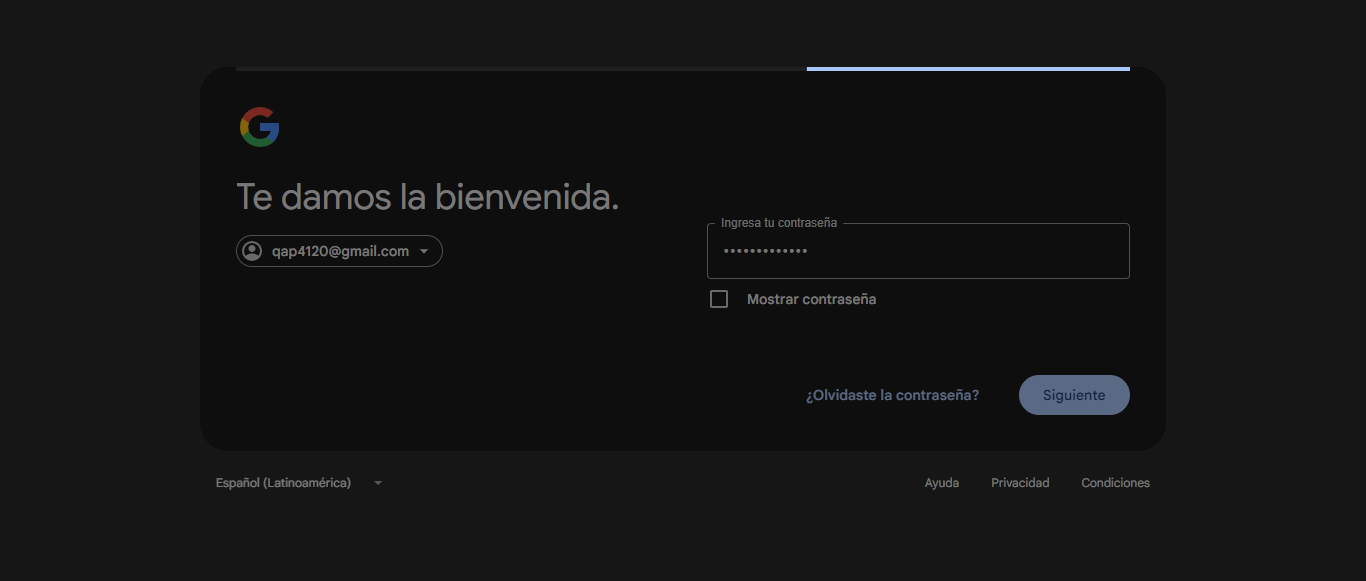 Te damos la bienvenida.
qap4120@gmail.com
Ingresa tu contraseña
•••••••••••••
Mostrar contraseña
¿Olvidaste la contraseña?
Siguiente
Español (Latinoamérica)
Ayuda
Privacidad
Condiciones